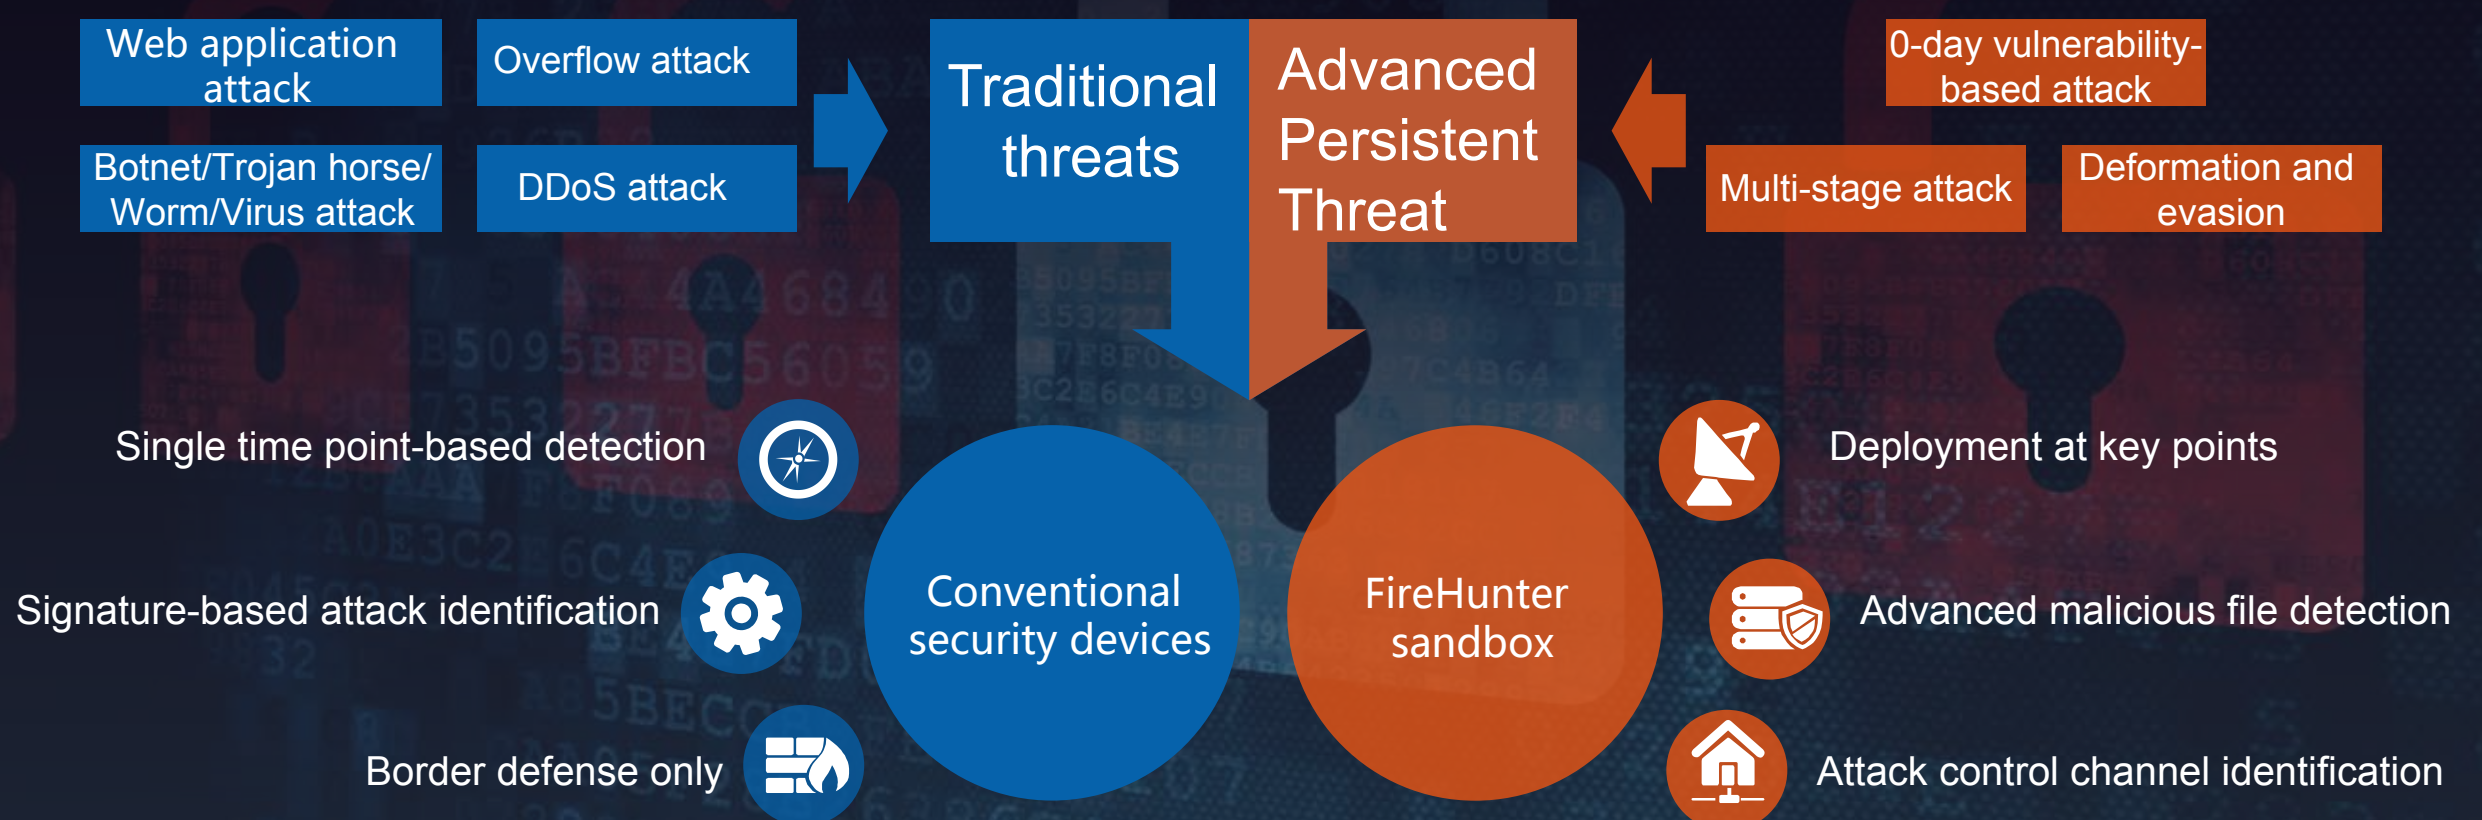 Web application
attack
Overflow attack
Botnet/Trojan horse/
Worm/Virus attack
DDoS attack
Traditional
threats
Advanced
Persistent
Threat
0-day vulnerability-
based attack
Multi-stage attack
Deformation and
evasion
Single time point-based detection
Signature-based attack identification
Border defense only
Conventional
security devices
FireHunter
sandbox
Deployment at key points
Advanced malicious file detection
Attack control channel identification